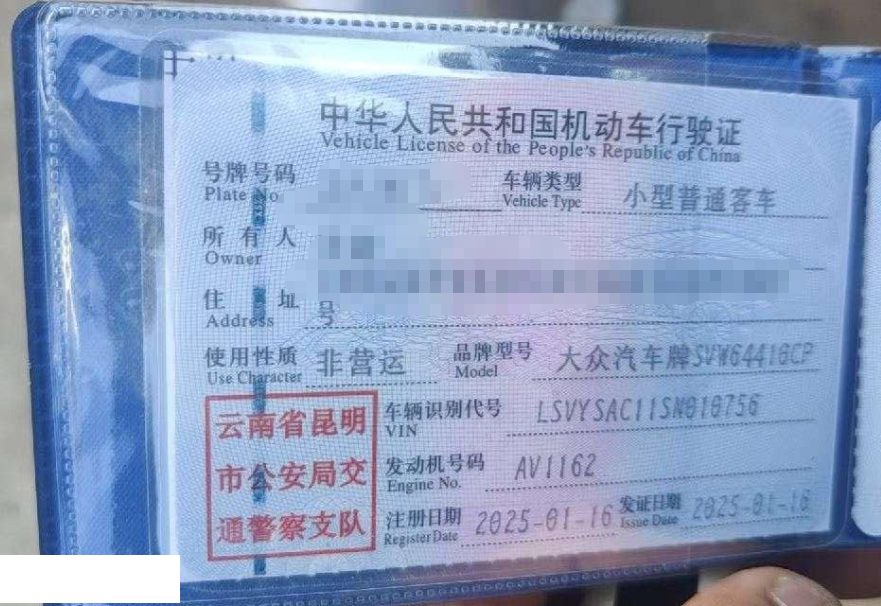 中华人民共和国机动车行驶证
Vehicle License of the People's Republic of China
号牌号码
Plate No.
车辆类型 小型普通客车
Vehicle Type
所有人
Owner
住址 号
Address
使用性质 非营运
Use Character
品牌型号 大众汽车牌SVW6441GCP
Model
云南省昆明
市公安局交
通警察支队
车辆识别代号 LSVYSAC11SN010756
VIN
发动机号码 AV1162
Engine No.
注册日期 2025-01-16
Register Date
发证日期 2025-01-16
Issue Date